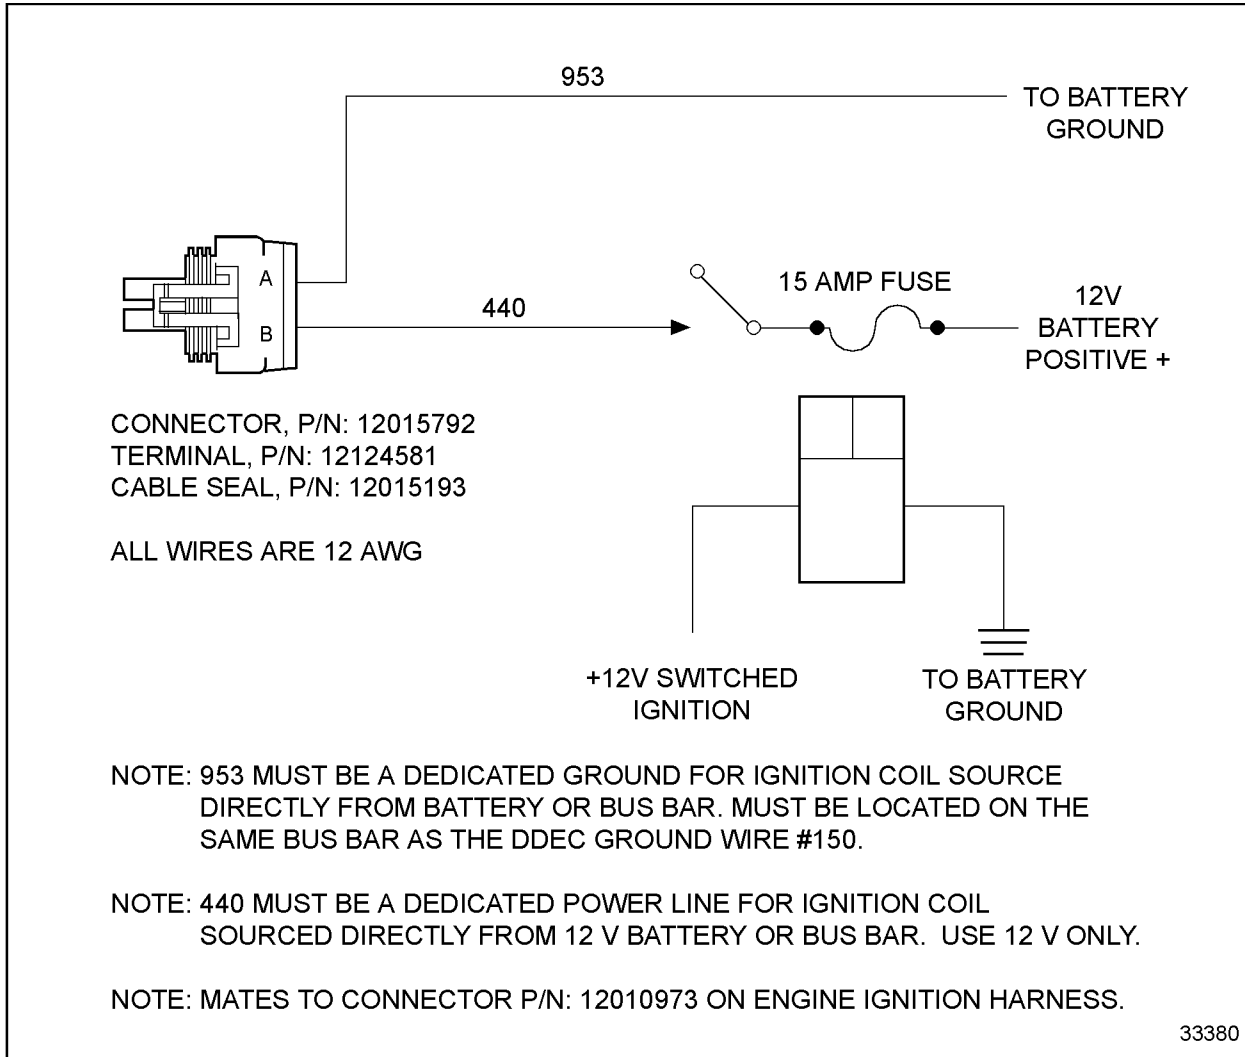 953
TO BATTERY
GROUND
A
B
440
15 AMP FUSE
12V
BATTERY
POSITIVE +
CONNECTOR, P/N: 12015792
TERMINAL, P/N: 12124581
CABLE SEAL, P/N: 12015193
ALL WIRES ARE 12 AWG
+12V SWITCHED
IGNITION
TO BATTERY
GROUND
NOTE: 953 MUST BE A DEDICATED GROUND FOR IGNITION COIL SOURCE
DIRECTLY FROM BATTERY OR BUS BAR. MUST BE LOCATED ON THE
SAME BUS BAR AS THE DDEC GROUND WIRE #150.
NOTE: 440 MUST BE A DEDICATED POWER LINE FOR IGNITION COIL
SOURCED DIRECTLY FROM 12 V BATTERY OR BUS BAR.  USE 12 V ONLY.
NOTE: MATES TO CONNECTOR P/N: 12010973 ON ENGINE IGNITION HARNESS.
33380